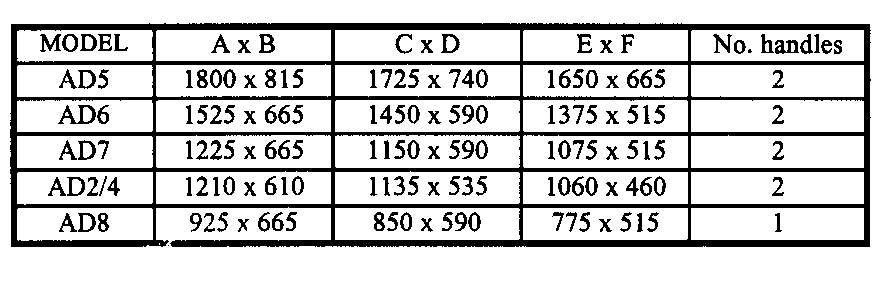 MODEL A x B C x D E x F No. handles
AD5 1800 x 815 1725 x 740 1650 x 665 2
AD6 1525 x 665 1450 x 590 1375 x 515 2
AD7 1225 x 665 1150 x 590 1075 x 515 2
AD2/4 1210 x 610 1135 x 535 1060 x 460 2
AD8 925 x 665 850 x 590 775 x 515 1